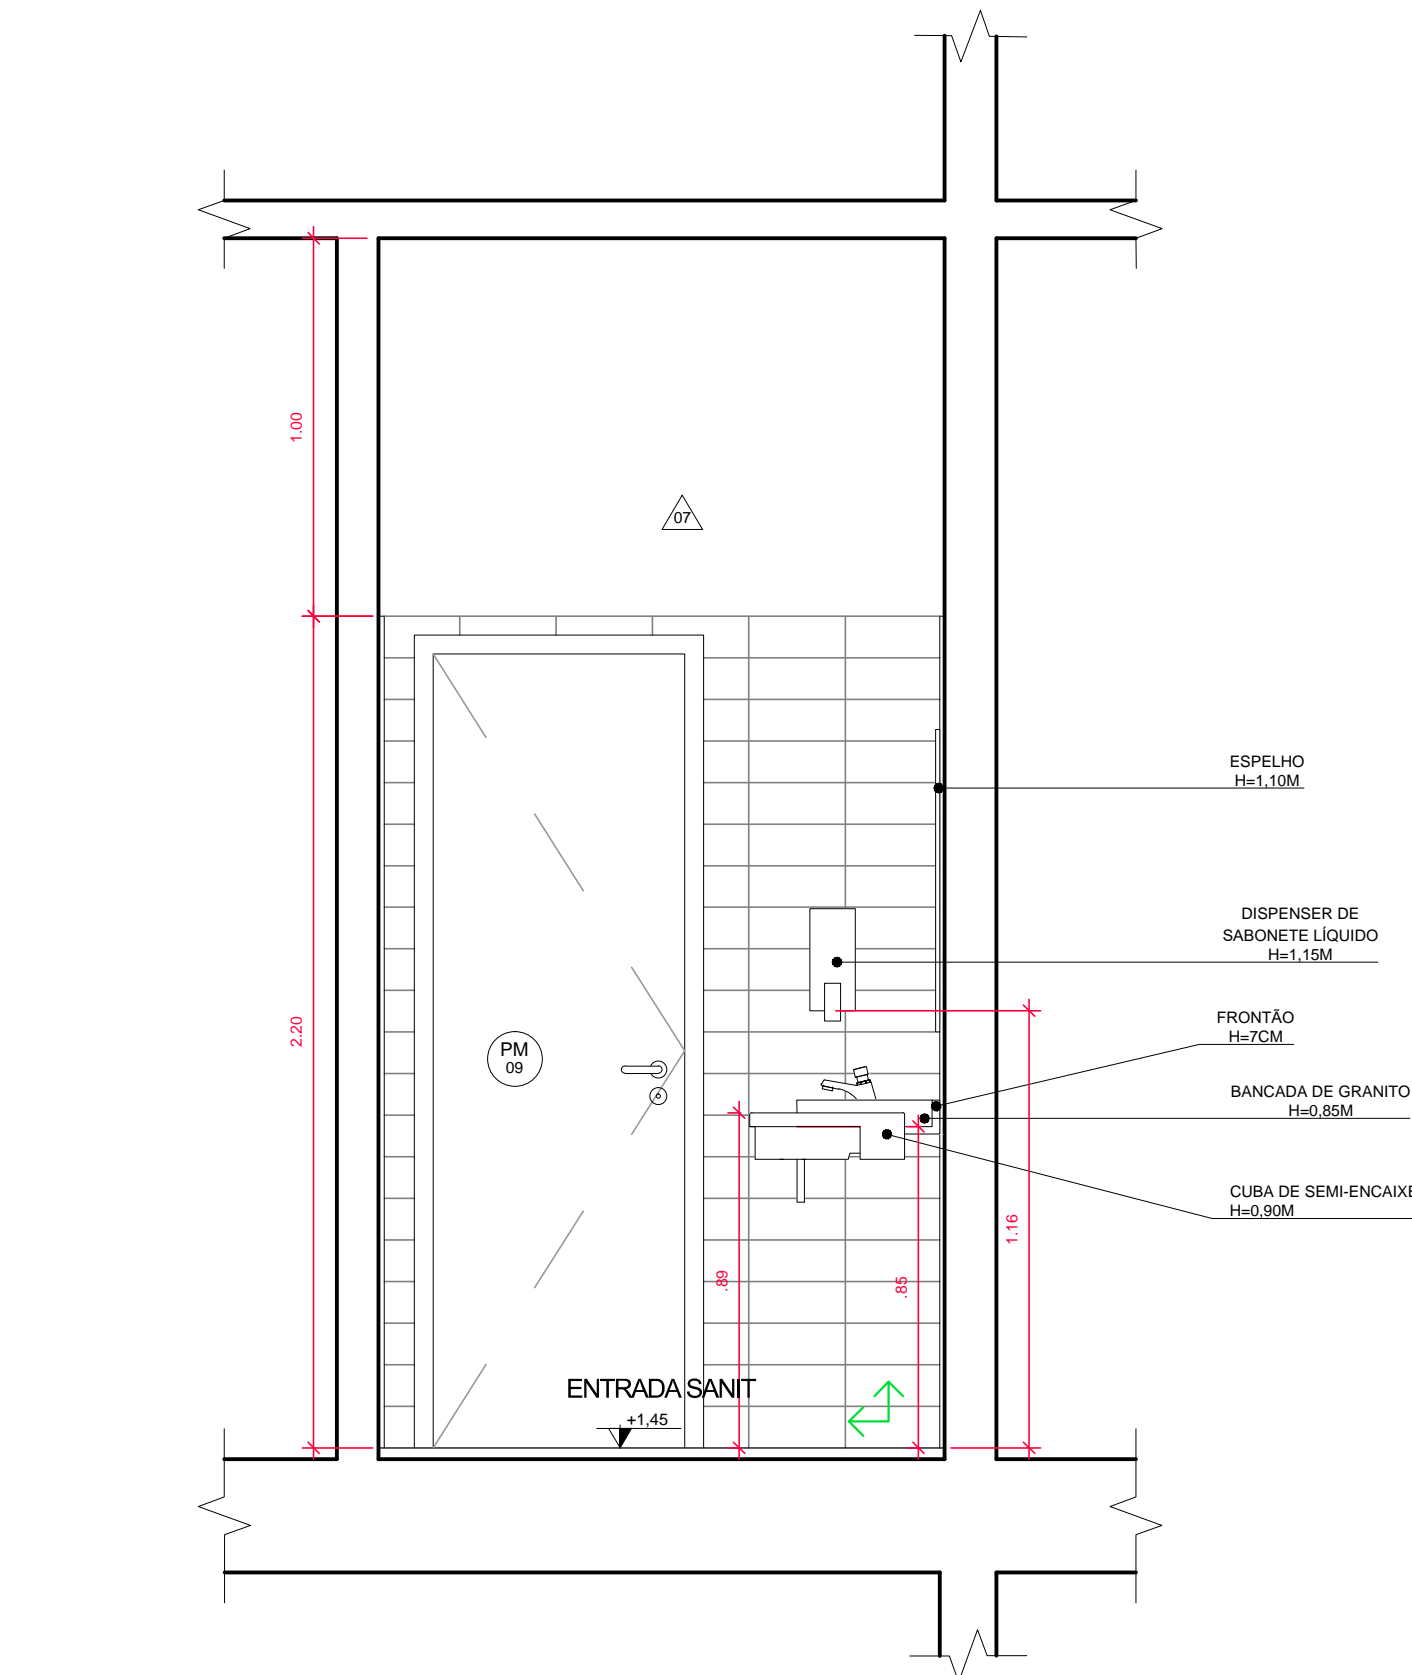 1.00
07
ESPELHO
H=1,10M
DISPENSER DE
SABONETE LÍQUIDO
H=1,15M
2.20
FRONTÃO
H=7CM
PM
09
BANCADA DE GRANITO
H=0,85M
CUBA DE SEMI-ENCAIXE
H=0,90M
1.16
.89
.85
ENTRADA SANIT
+1,45